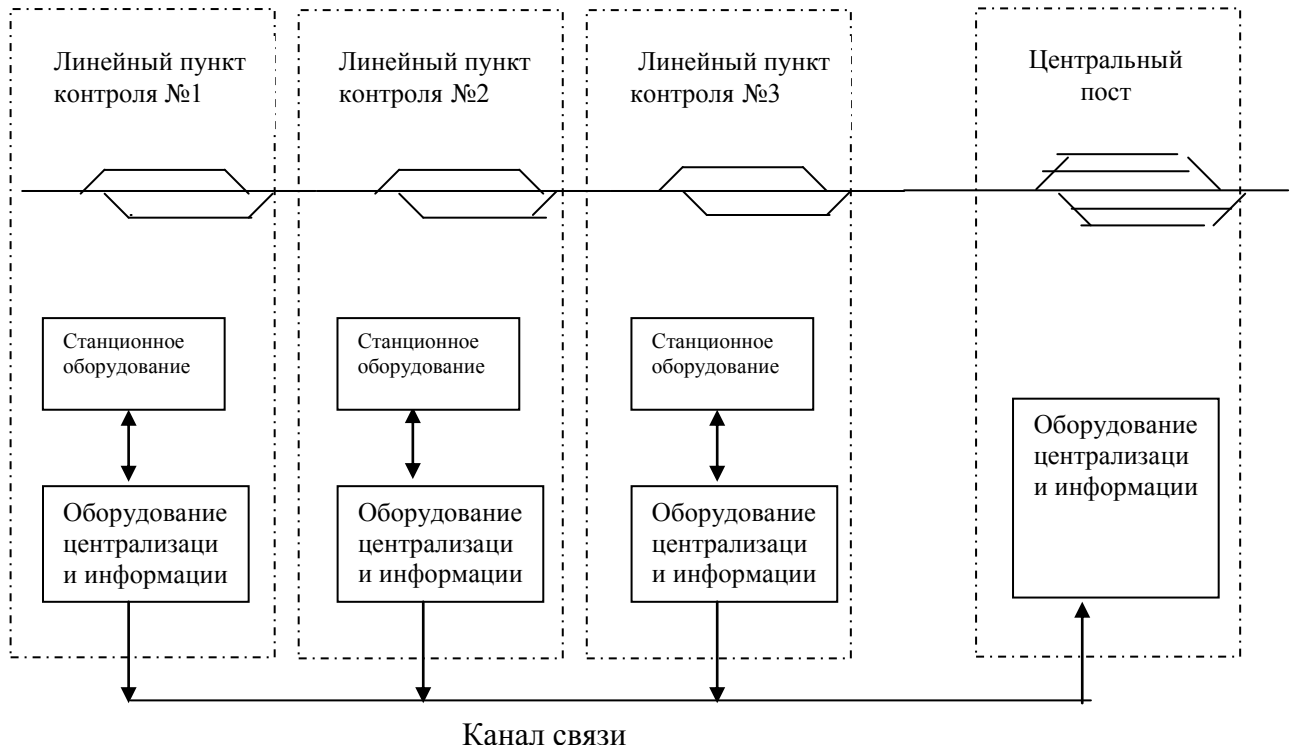 Линейный пункт
контроля №1
Линейный пункт
контроля №2
Линейный пункт
контроля №3
Центральный
пост
Станционное
оборудование
Станционное
оборудование
Станционное
оборудование
Оборудование
централизаци
и информации
Оборудование
централизаци
и информации
Оборудование
централизаци
и информации
Оборудование
централизаци
и информации
Канал связи